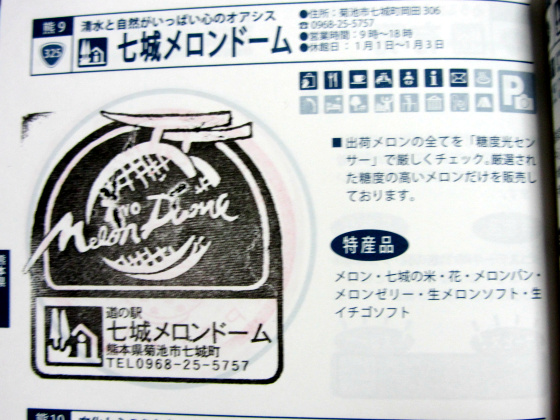 熊9
325
清水と自然がいっぱい心のオアシス
七城メロンドーム
●住所：菊池市七城町岡田306
☎0968-25-5757
●営業時間：9時～18時
●休館日：1月1日～1月3日
P
■出荷メロンの全てを「糖度光セン
サー」で厳しくチェック。厳選され
た糖度の高いメロンだけを販売し
ております。
特産品
メロン・七城の米・花・メロンパン・
メロンゼリー・生メロンソフト・生
イチゴソフト
Melon Dome
道の駅
七城メロンドーム
熊本県菊池市七城町
TEL0968-25-5757
熊本県
熊10